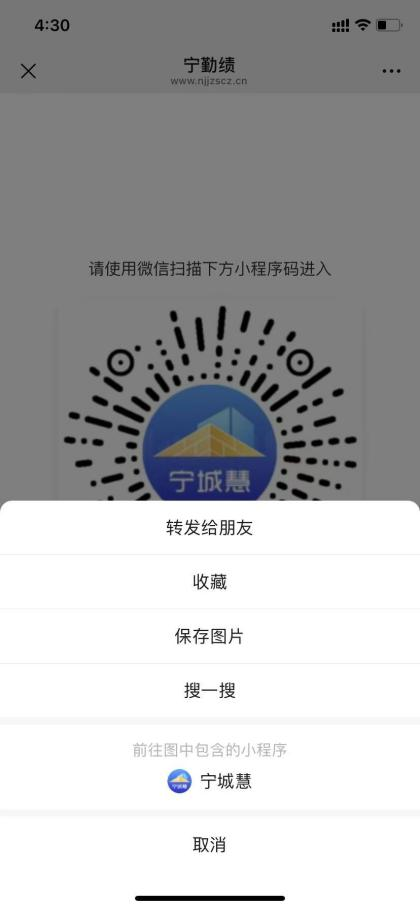 4:30
宁勤绩
www.njjzscz.cn
请使用微信扫描下方小程序码进入
宁城慧
转发给朋友
收藏
保存图片
搜一搜
前往图中包含的小程序
宁城慧
取消